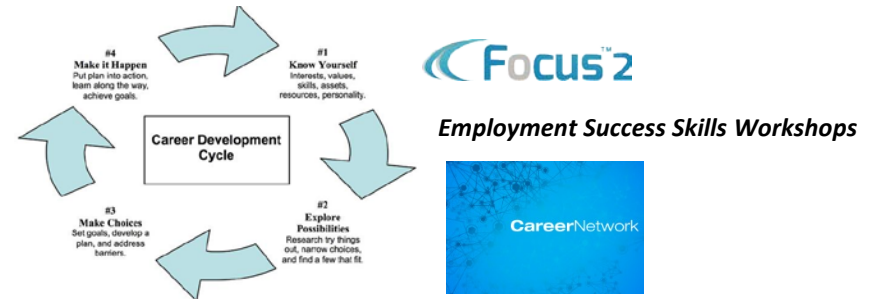 #4
Make it Happen
Put plan into action,
learn along the way,
achieve goals.
#1
Know Yourself
Interests, values,
skills, assets,
resources, personality.
Career Development
Cycle
#3
Make Choices
Set goals, develop a
plan, and address
barriers.
#2
Explore
Possibilities
Research try things
out, narrow choices,
and find a few that fit.
Focus™2
Employment Success Skills Workshops
CareerNetwork